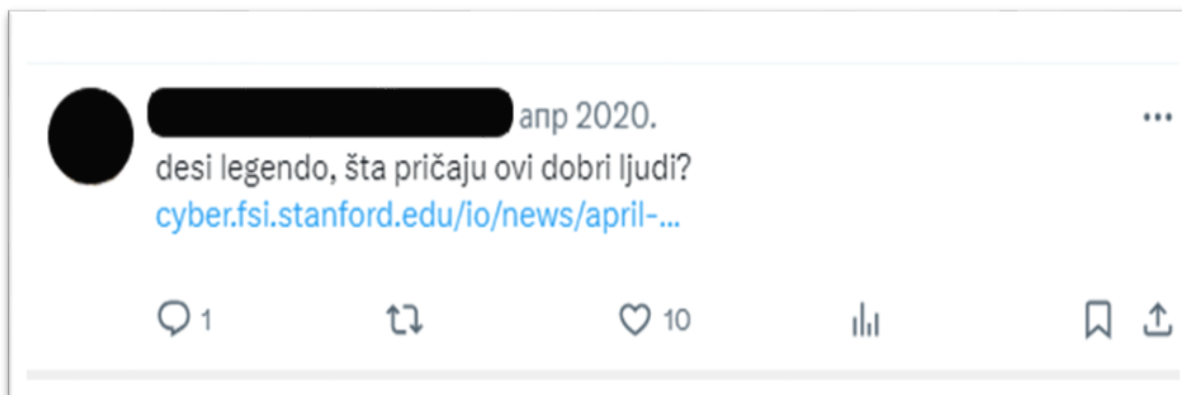 апр 2020.
desi legendo, šta pričaju ovi dobri ljudi?
cyber.fsi.stanford.edu/io/news/april-...
1 10